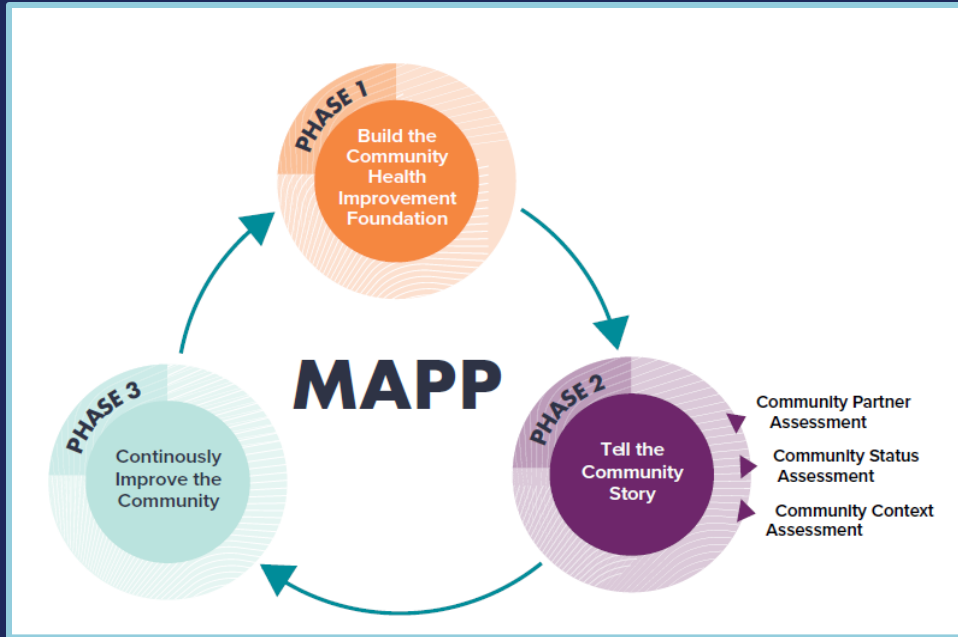 PHASE 1
Build the
Community
Health
Improvement
Foundation
MAPP
PHASE 2
Tell the
Community
Story
Community Partner
Assessment
Community Status
Assessment
Community Context
Assessment
PHASE 3
Continously
Improve the
Community